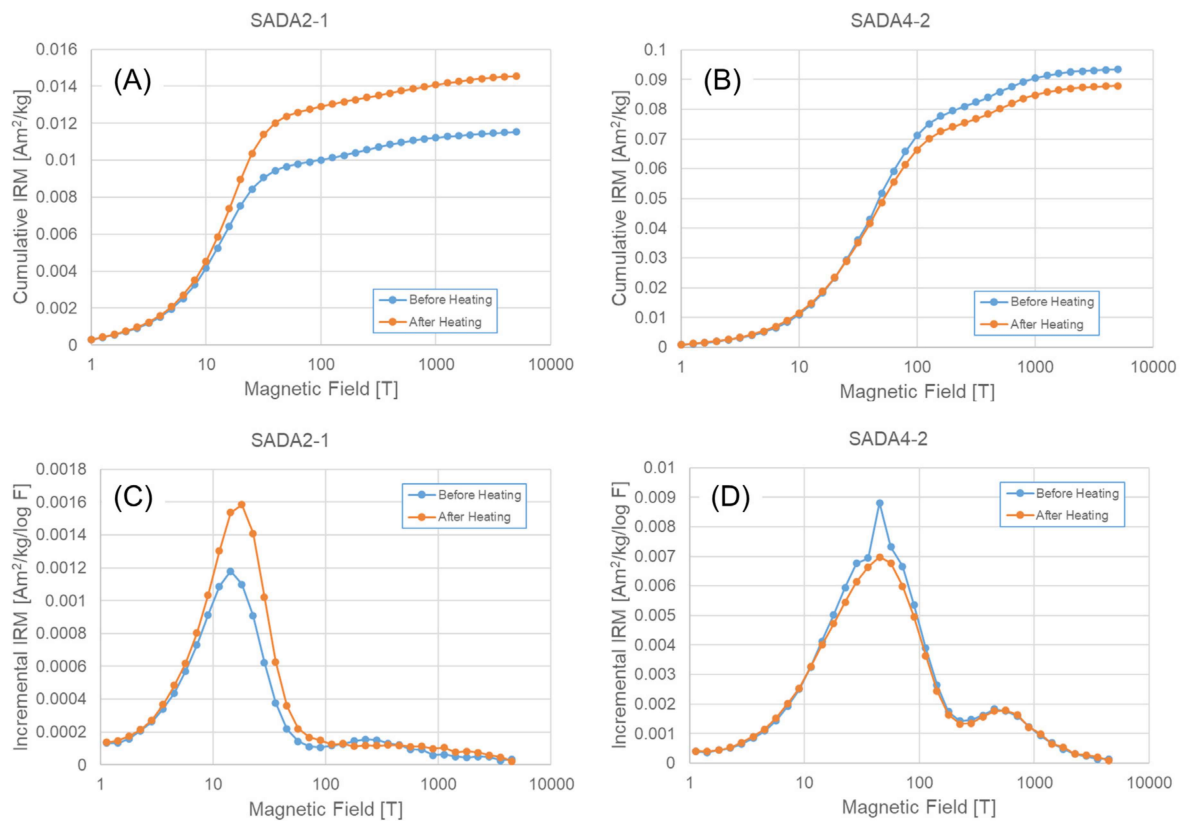 SADA2-1
(A)
Cumulative IRM [Am²/kg]
0.016
0.014
0.012
0.01
0.008
0.006
0.004
0.002
0
1
10
100
1000
10000
Magnetic Field [T]
Before Heating
After Heating
SADA4-2
(B)
Cumulative IRM [Am²/kg]
0.1
0.09
0.08
0.07
0.06
0.05
0.04
0.03
0.02
0.01
0
1
10
100
1000
10000
Magnetic Field [T]
Before Heating
After Heating
SADA2-1
(C)
Incremental IRM [Am²/kg/log F]
0.0018
0.0016
0.0014
0.0012
0.001
0.0008
0.0006
0.0004
0.0002
0
1
10
100
1000
10000
Magnetic Field [T]
Before Heating
After Heating
SADA4-2
(D)
Incremental IRM [Am²/kg/log F]
0.01
0.009
0.008
0.007
0.006
0.005
0.004
0.003
0.002
0.001
0
1
10
100
1000
10000
Magnetic Field [T]
Before Heating
After Heating